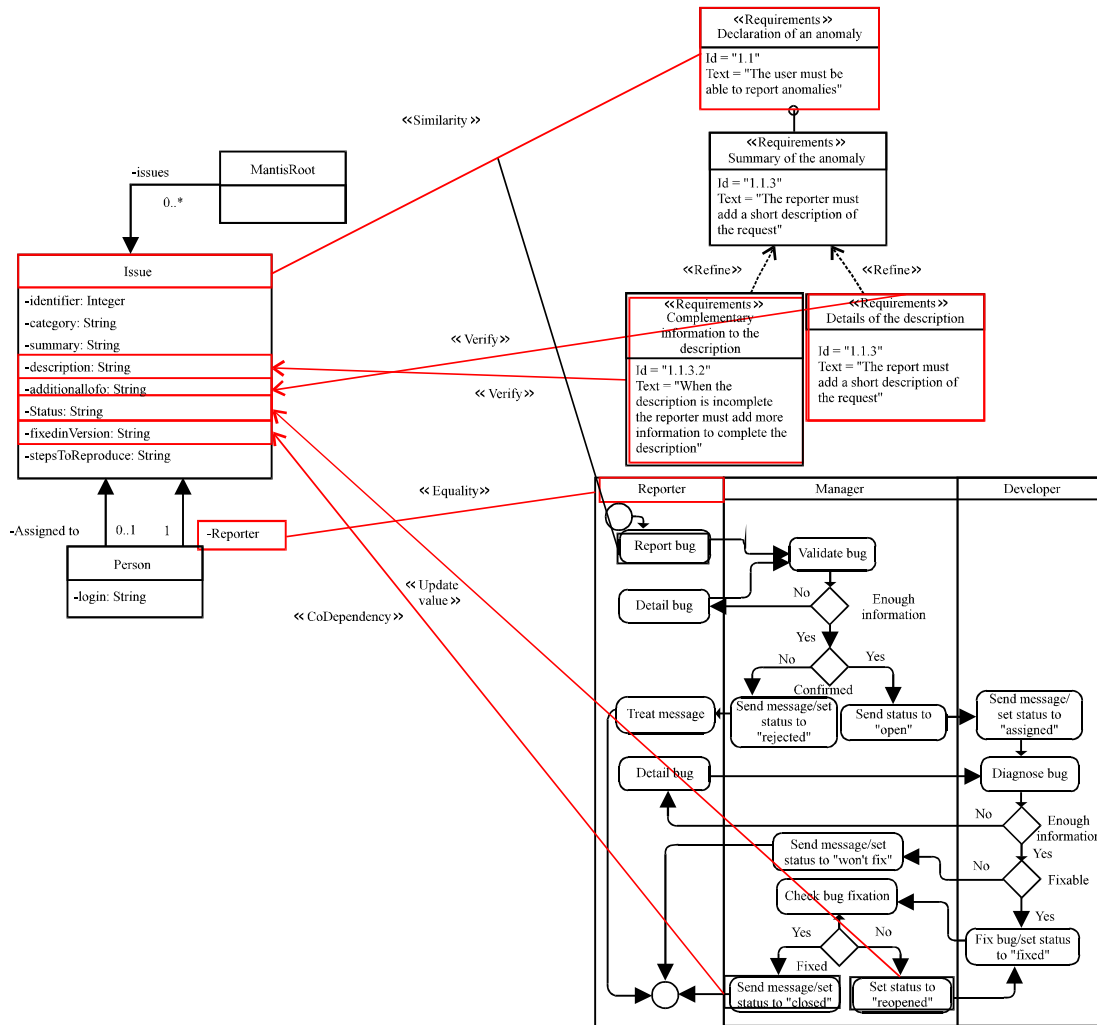 «Requirements»
Declaration of an anomaly
Id = "1.1"
Text = "The user must be
able to report anomalies"
«Similarity»
«Requirements»
Summary of the anomaly
Id = "1.1.3"
Text = "The reporter must
add a short description of
the request"
MantisRoot
-issues
0..*
Issue
-identifier: Integer
-category: String
-summary: String
-description: String
-additionallofo: String
-Status: String
-fixedinVersion: String
-stepsToReproduce: String
«Refine»
«Refine»
«Requirements»
Complementary
information to the
description
Id = "1.1.3.2"
Text = "When the
description is incomplete
the reporter must add more
information to complete the
description"
«Requirements»
Details of the description
Id = "1.1.3"
Text = "The report must
add a short description of
the request"
«Verify»
«Verify»
«Equality»
-Assigned to
0..1
1
-Reporter
Person
-login: String
«Update
value»
«CoDependency»
Reporter
Manager
Developer
Report bug
Validate bug
Detail bug
No
Enough
information
Yes
No
Yes
Confirmed
Treat message
Send message/set
status to
"rejected"
Send status to
"open"
Send message/
set status to
"assigned"
Detail bug
Diagnose bug
No
Enough
information
Yes
Send message/set
status to "won't fix"
No
Fixable
Check bug fixation
Yes
Yes
No
Fixed
Fix bug/set status
to "fixed"
Send message/set
status to "closed"
Set status to
"reopened"